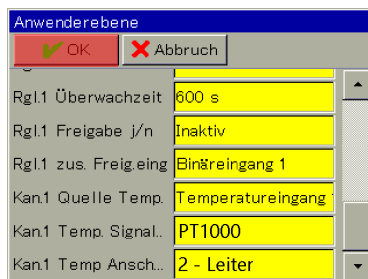 Anwenderebene
OK Abbruch
Rgl.1 Überwachzeit 600 s
Rgl.1 Freigabe j/n Inaktiv
Rgl.1 zus. Freig.eing Binäreingang 1
Kan.1 Quelle Temp. Temperatureingang
Kan.1 Temp. Signal.. PT1000
Kan.1 Temp Ansch... 2 - Leiter